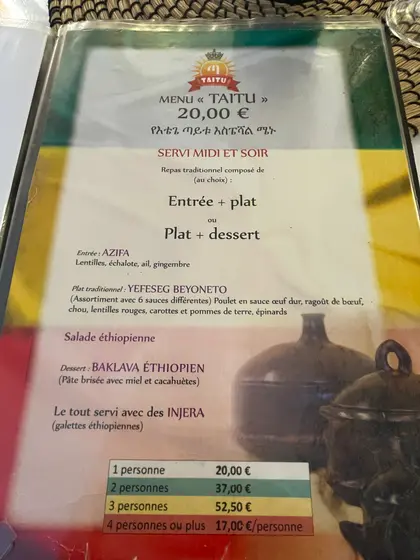 TAITU
MENU « TAITU »
20,00 €
የእቴጌ ጣይቱ እስፔሻል ሜኑ
SERVI MIDI ET SOIR
Repas traditionnel composé de
(au choix) :
Entrée + plat
ou
Plat + dessert
Entrée : AZIFA
Lentilles, échalote, ail, gingembre
Plat traditionnel : YEFESEG BEYONETO
(Assortiment avec 6 sauces différentes) Poulet en sauce œuf dur, ragoût de bœuf,
chou, lentilles rouges, carottes et pommes de terre, épinards
Salade éthiopienne
Dessert : BAKLAVA ÉTHIOPIEN
(Pâte brisée avec miel et cacahuètes)
Le tout servi avec des INJERA
(galettes éthiopiennes)
1 personne 20,00 €
2 personnes 37,00 €
3 personnes 52,50 €
4 personnes ou plus 17,00 €/personne